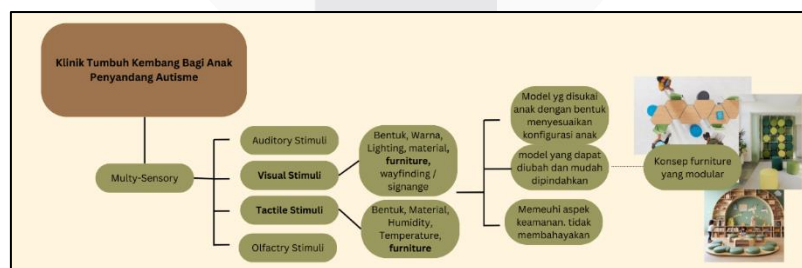 Klinik Tumbuh Kembang Bagi Anak
Penyandang Autisme
Multy-Sensory
Auditory Stimuli
Visual Stimuli
Tactile Stimuli
Olfactry Stimuli
Bentuk, Warna,
Lighting, material,
furniture,
wayfinding /
signange
Bentuk, Material,
Humidity,
Temperature,
furniture
Model yg disukai
anak dengan bentuk
menyesuaikan
konfigurasi anak
model yang dapat
diubah dan mudah
dipindahkan
Memeuhi aspek
keamanan. tidak
membahayakan
Konsep furniture
yang modular